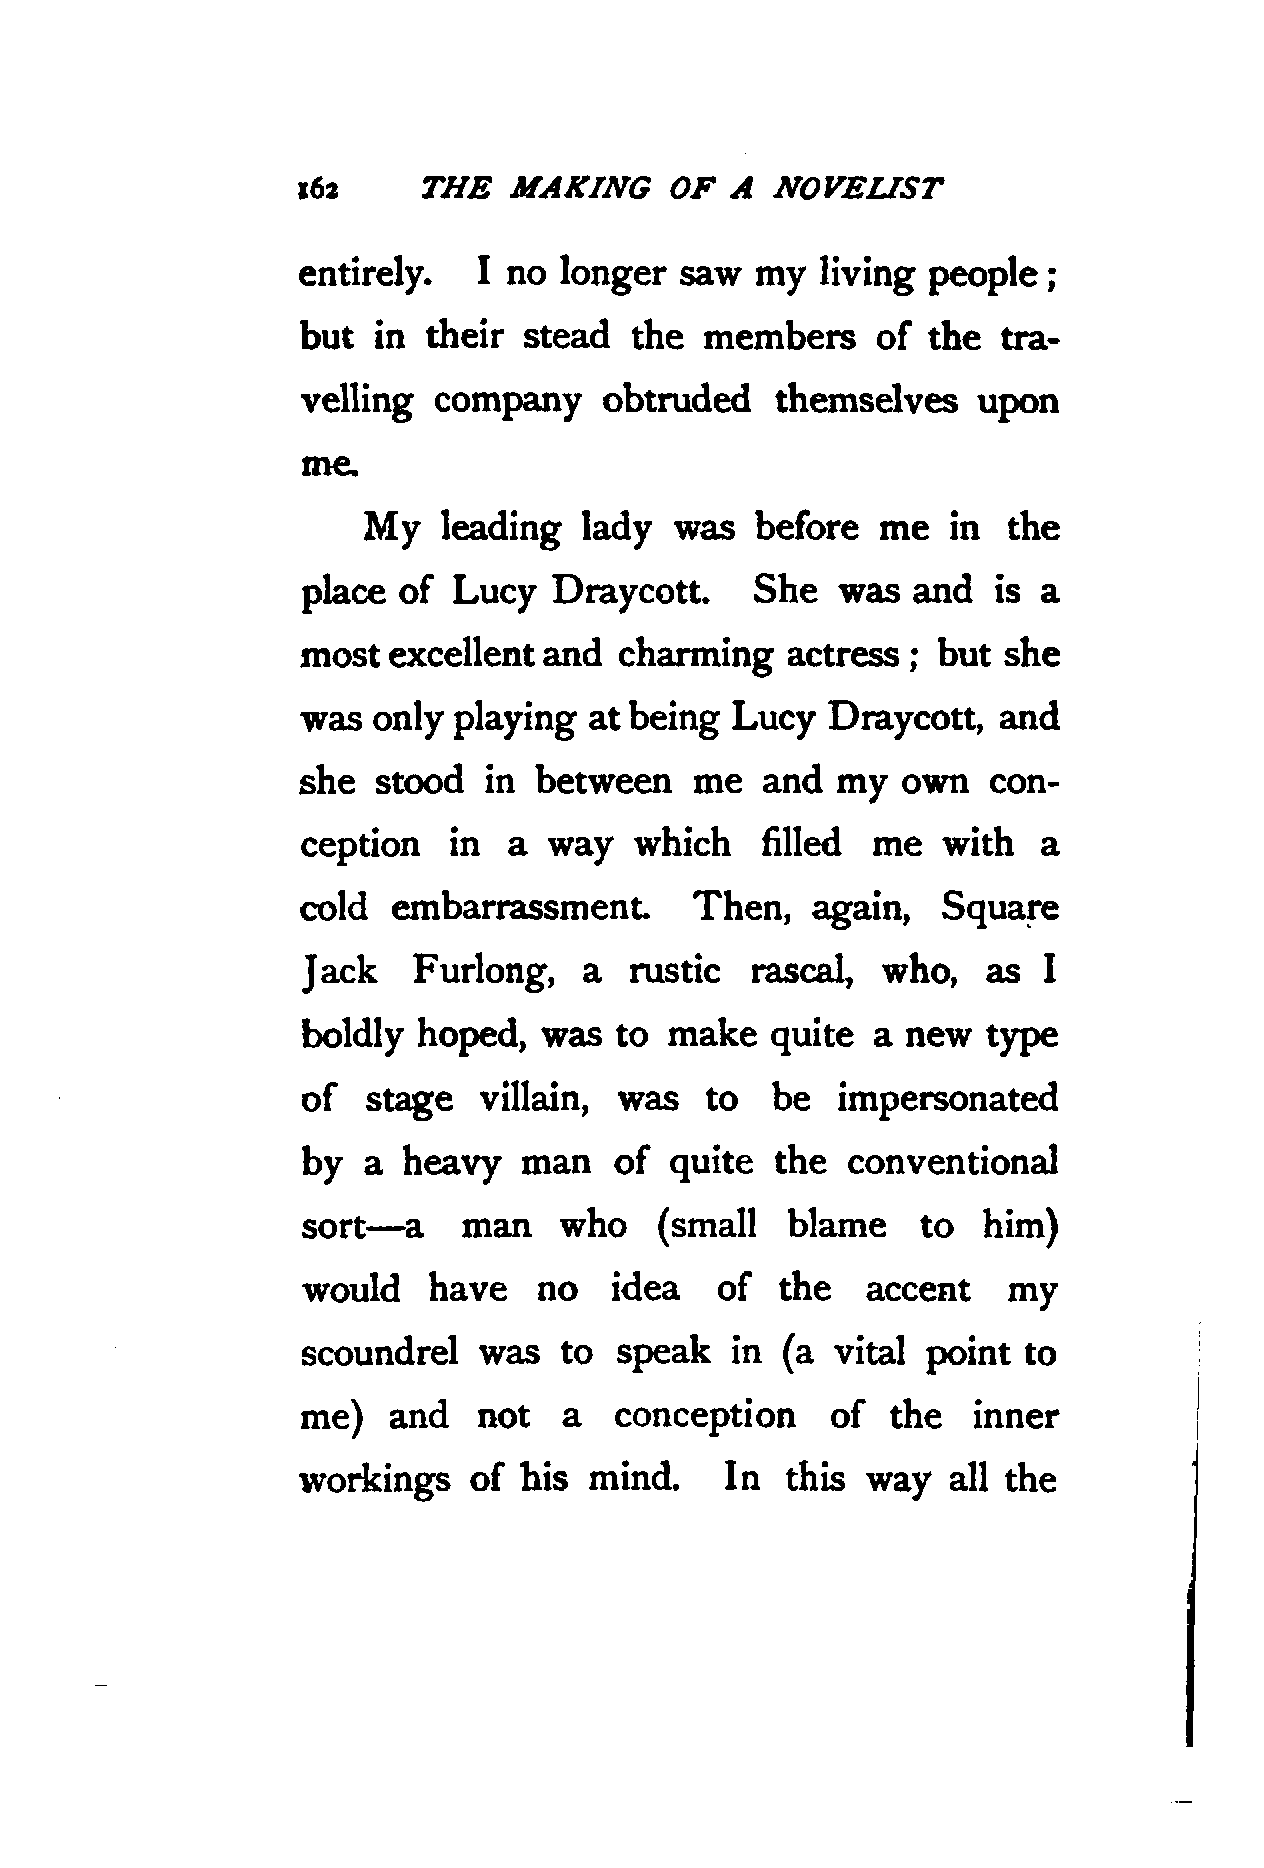 162 THE MAKING OF A NOVELIST
entirely. I no longer saw my living people ;
but in their stead the members of the tra-
velling company obtruded themselves upon
me.
My leading lady was before me in the
place of Lucy Draycott. She was and is a
most excellent and charming actress ; but she
was only playing at being Lucy Draycott, and
she stood in between me and my own con-
ception in a way which filled me with a
cold embarrassment. Then, again, Square
Jack Furlong, a rustic rascal, who, as I
boldly hoped, was to make quite a new type
of stage villain, was to be impersonated
by a heavy man of quite the conventional
sort—a man who (small blame to him)
would have no idea of the accent my
scoundrel was to speak in (a vital point to
me) and not a conception of the inner
workings of his mind. In this way all the